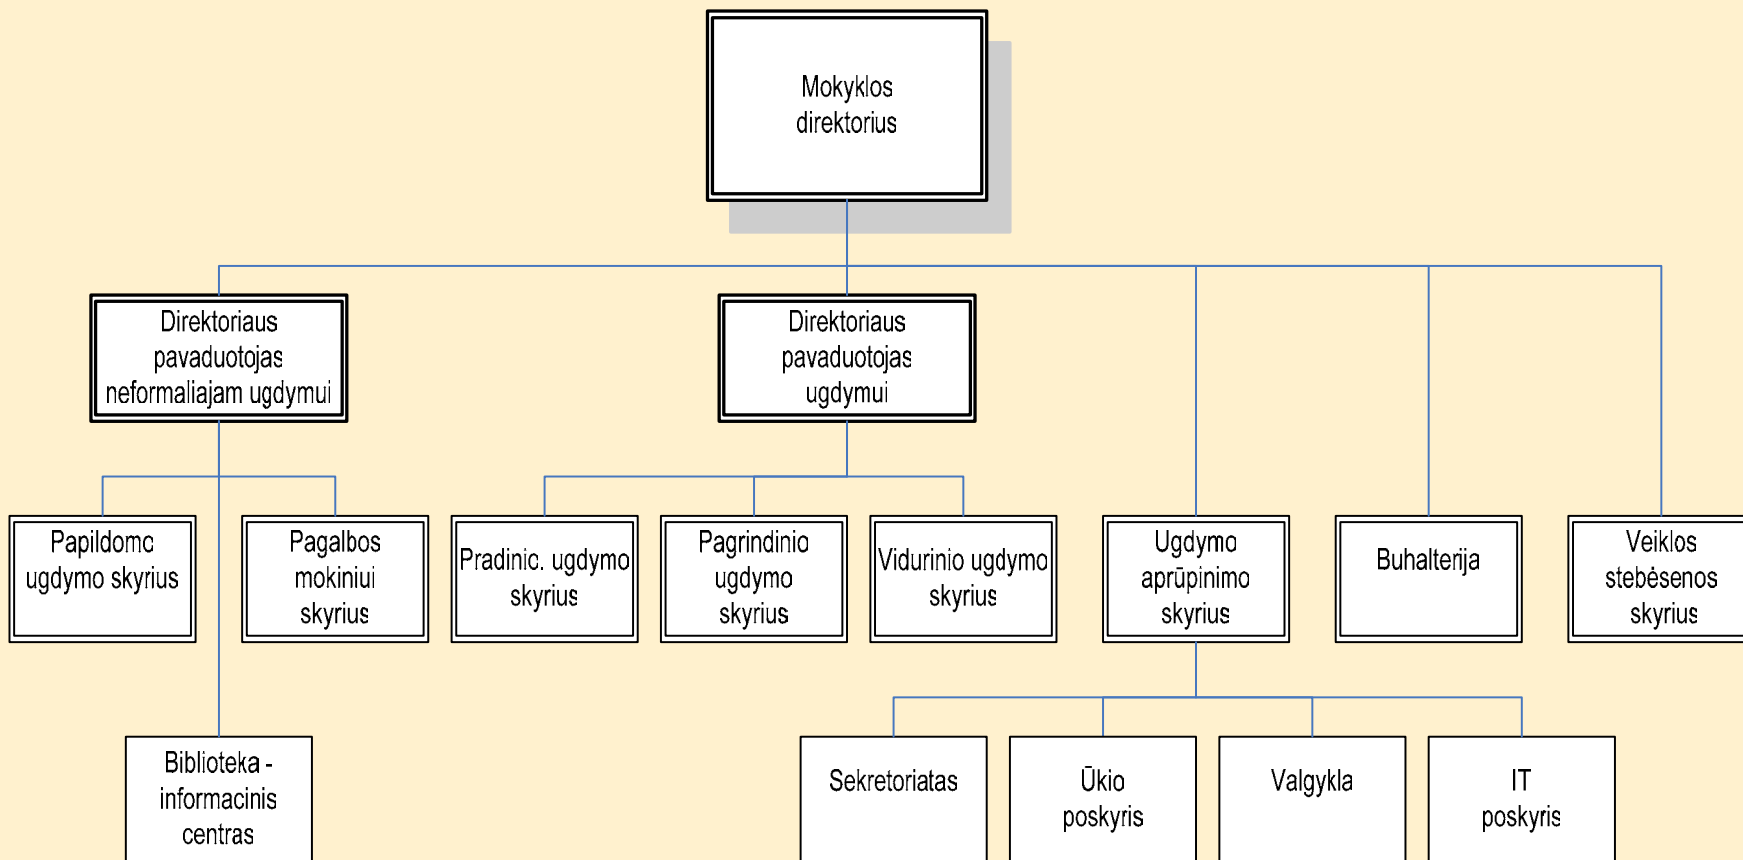 Mokyklos
direktorius
Direktoriaus
pavaduotojas
neformaliajam ugdymui
Direktoriaus
pavaduotojas
ugdymui
Papildomo
ugdymo skyrius
Pagalbos
mokiniui
skyrius
Pradinic. ugdymo
skyrius
Pagrindinio
ugdymo
skyrius
Vidurinio ugdymo
skyrius
Ugdymo
aprūpinimo
skyrius
Buhalterija
Veiklos
stebėsenos
skyrius
Biblioteka -
informacinis
centras
Sekretoriatas
Ūkio
poskyris
Valgykla
IT
poskyris